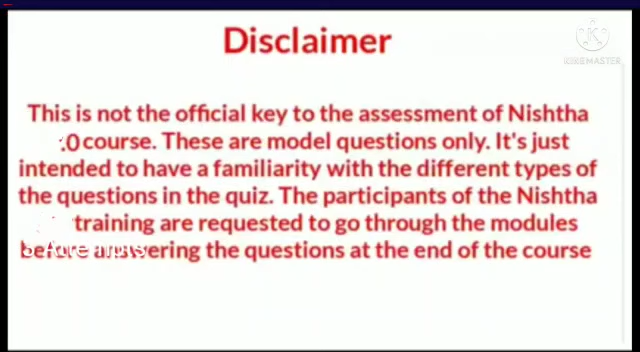 Disclaimer
KINEMASTER
This is not the official key to the assessment of Nishtha
.0 course. These are model questions only. It's just
intended to have a familiarity with the different types of
the questions in the quiz. The participants of the Nishtha
training are requested to go through the modules
the questions at the end of the course
Attempts